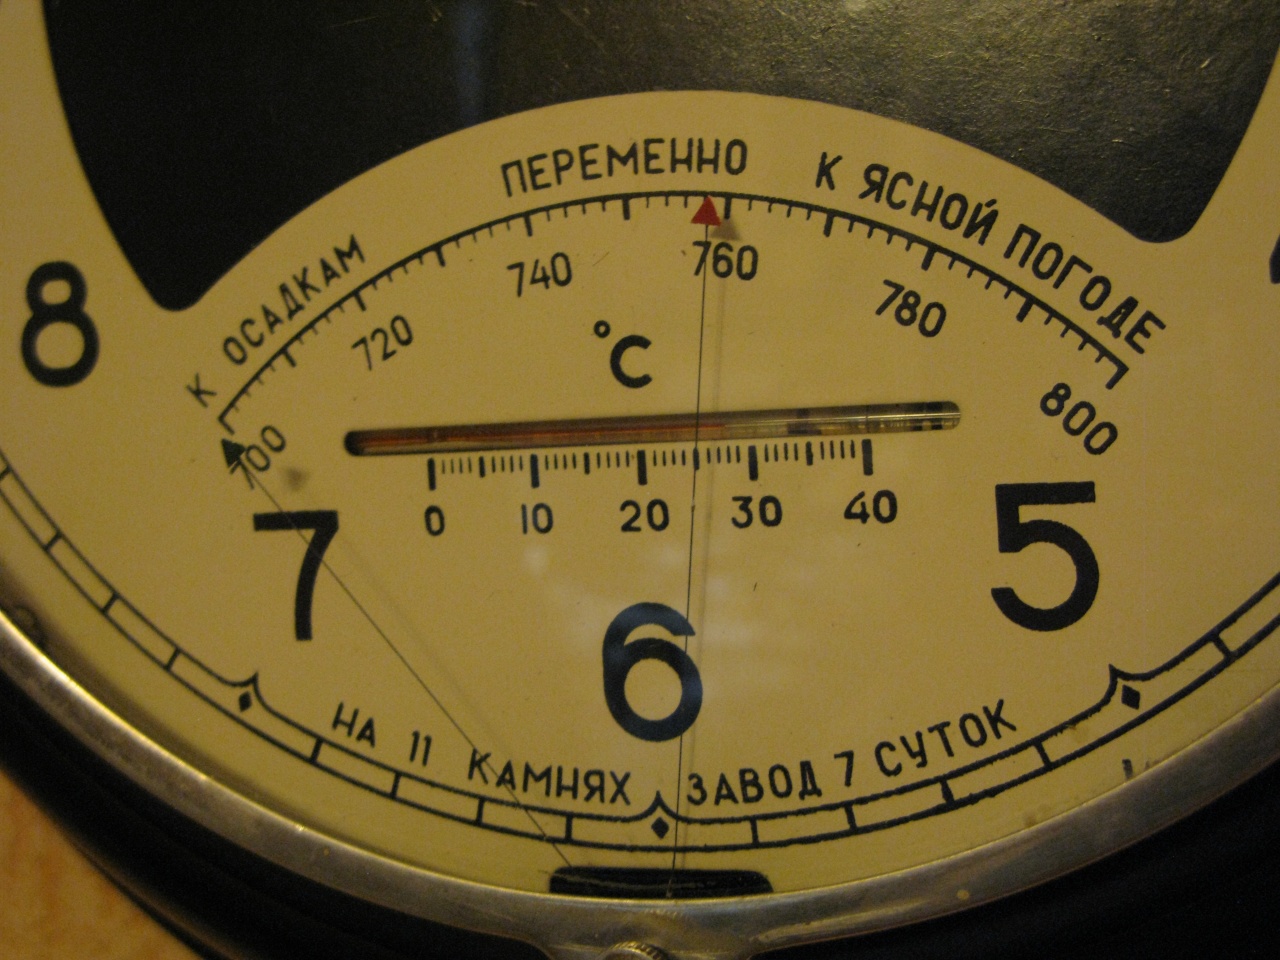 ПЕРЕМЕННО
К ЯСНОЙ ПОГОДЕ
К ОСАДКАМ
700 720 740 760 780 800
°C
0 10 20 30 40
8 7 6 5
НА 11 КАМНЯХ ЗАВОД 7 СУТОК